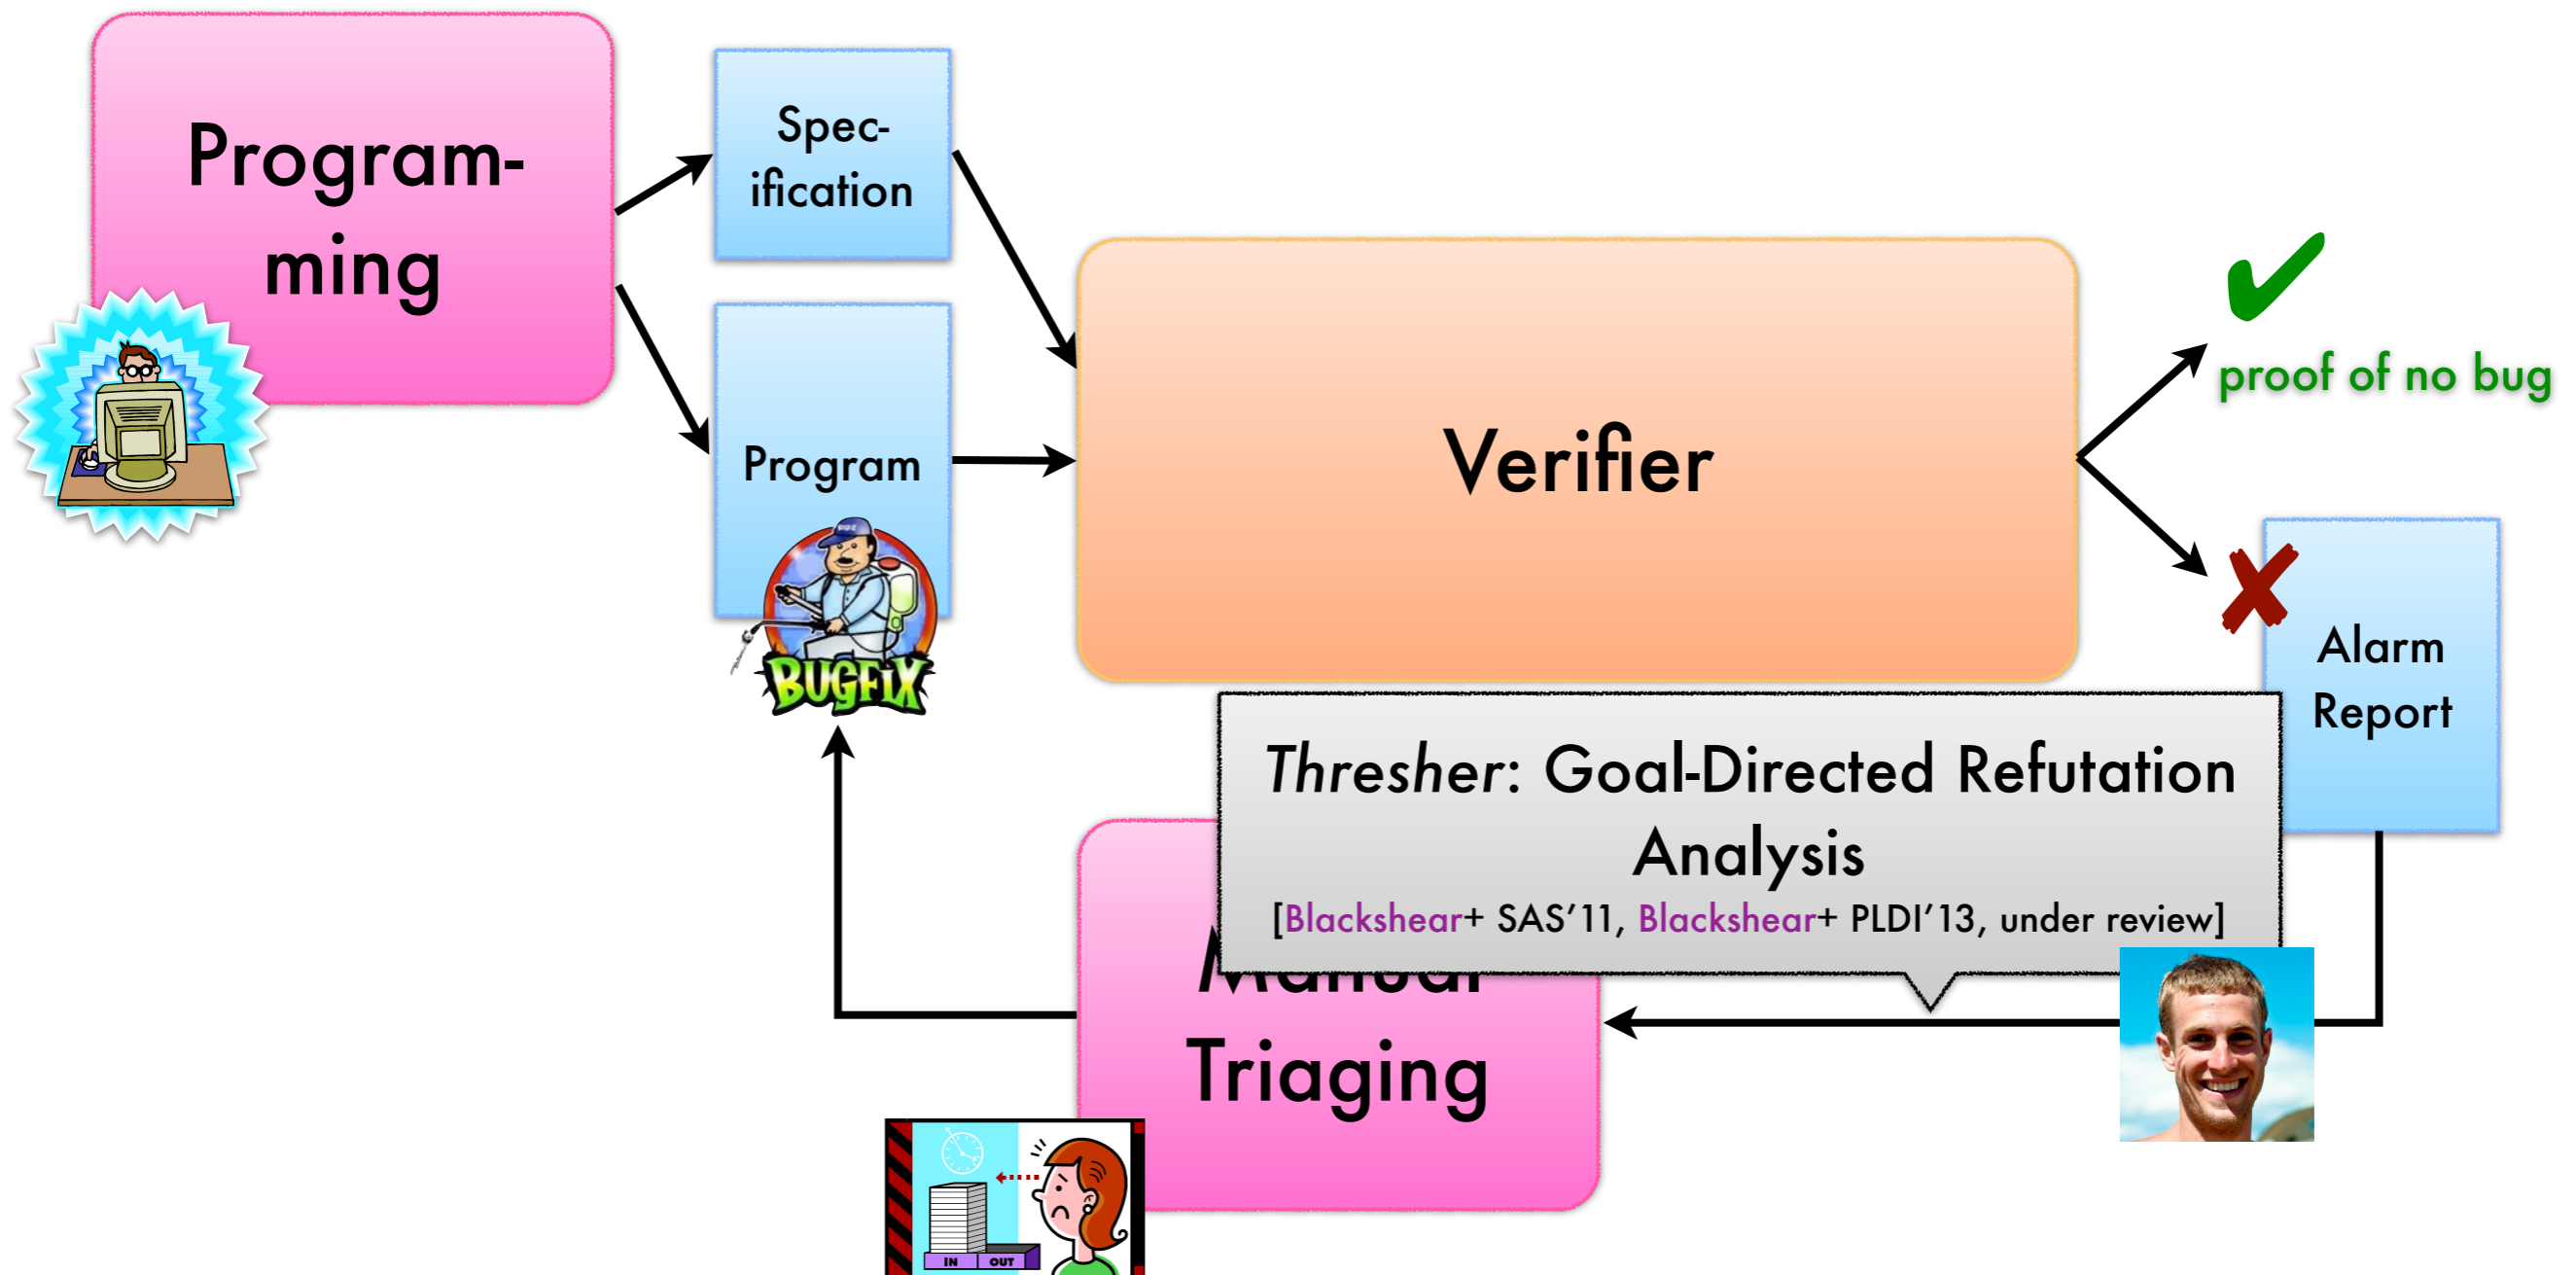 Program-
ming
Spec-
ification
Program
BUGFIX
Verifier
proof of no bug
Alarm
Report
Thresher: Goal-Directed Refutation
Analysis
[Blackshear+ SAS'11, Blackshear+ PLDI'13, under review]
Manual
Triaging
IN OUT